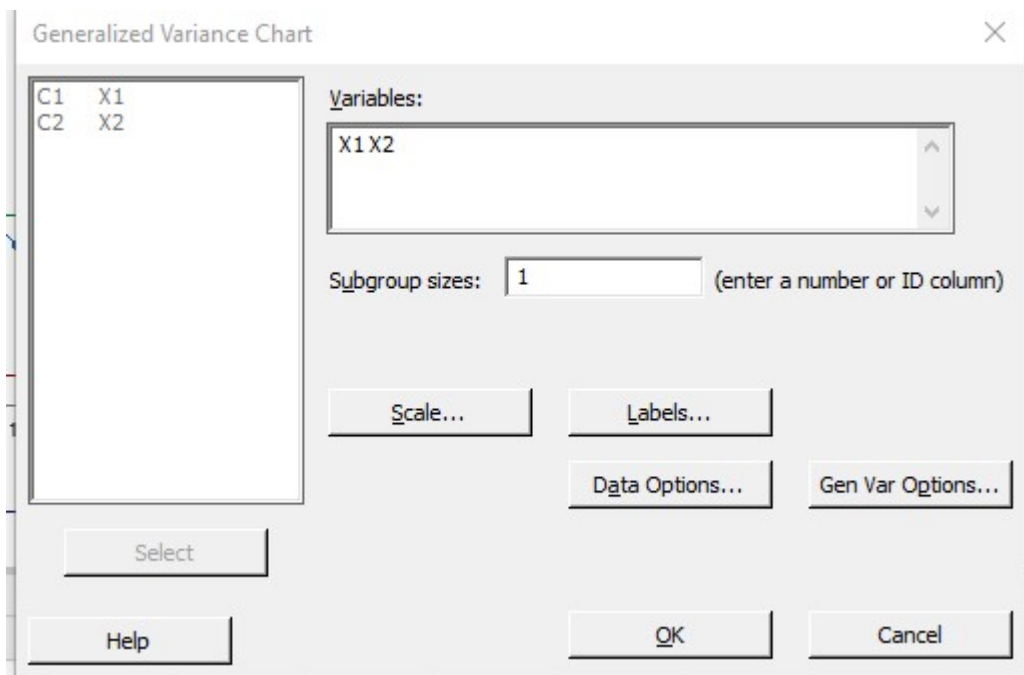 Generalized Variance Chart
C1 X1
C2 X2
Variables:
X1 X2
Subgroup sizes: 1 (enter a number or ID column)
Scale... Labels...
Data Options... Gen Var Options...
Select
Help OK Cancel